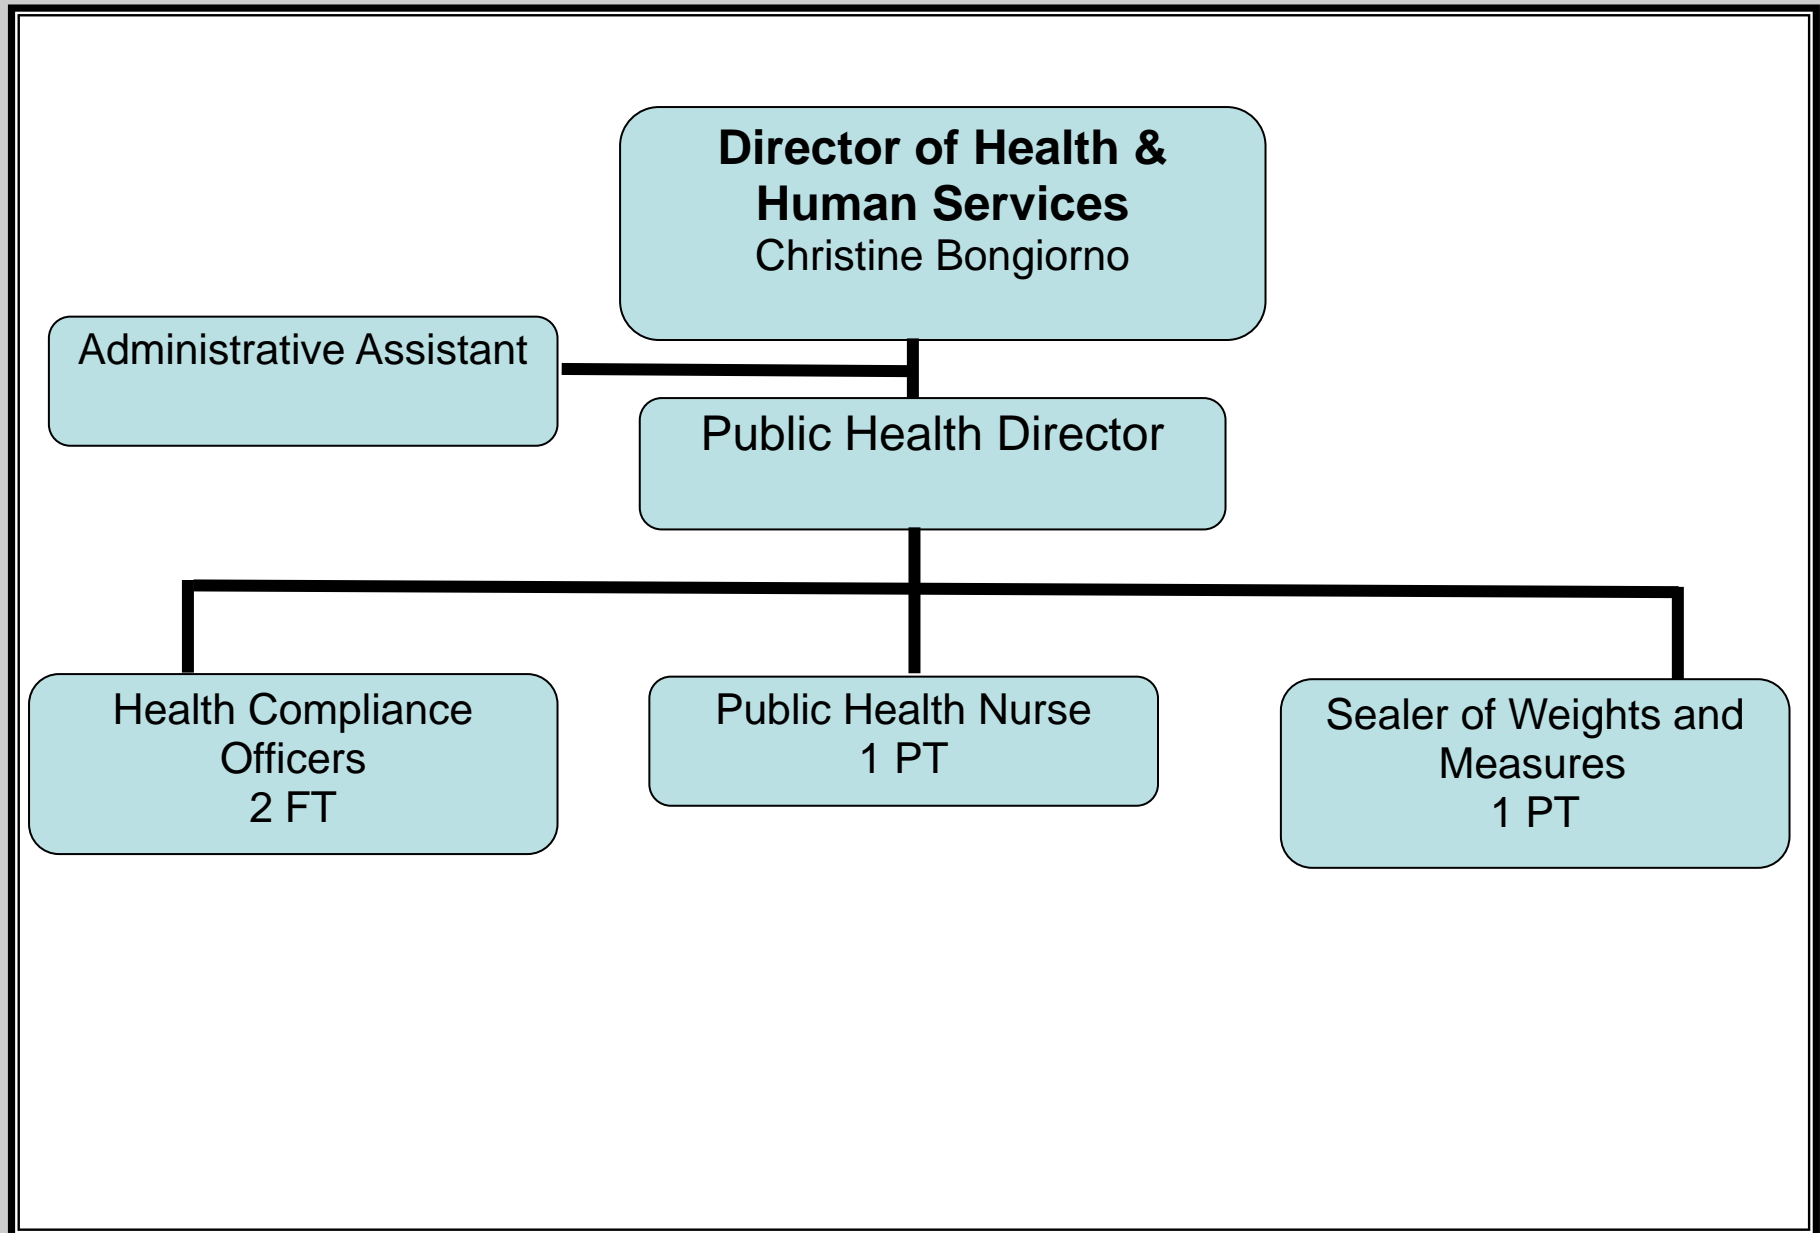 Director of Health &
Human Services
Christine Bongiorno
Administrative Assistant
Public Health Director
Health Compliance
Officers
2 FT
Public Health Nurse
1 PT
Sealer of Weights and
Measures
1 PT